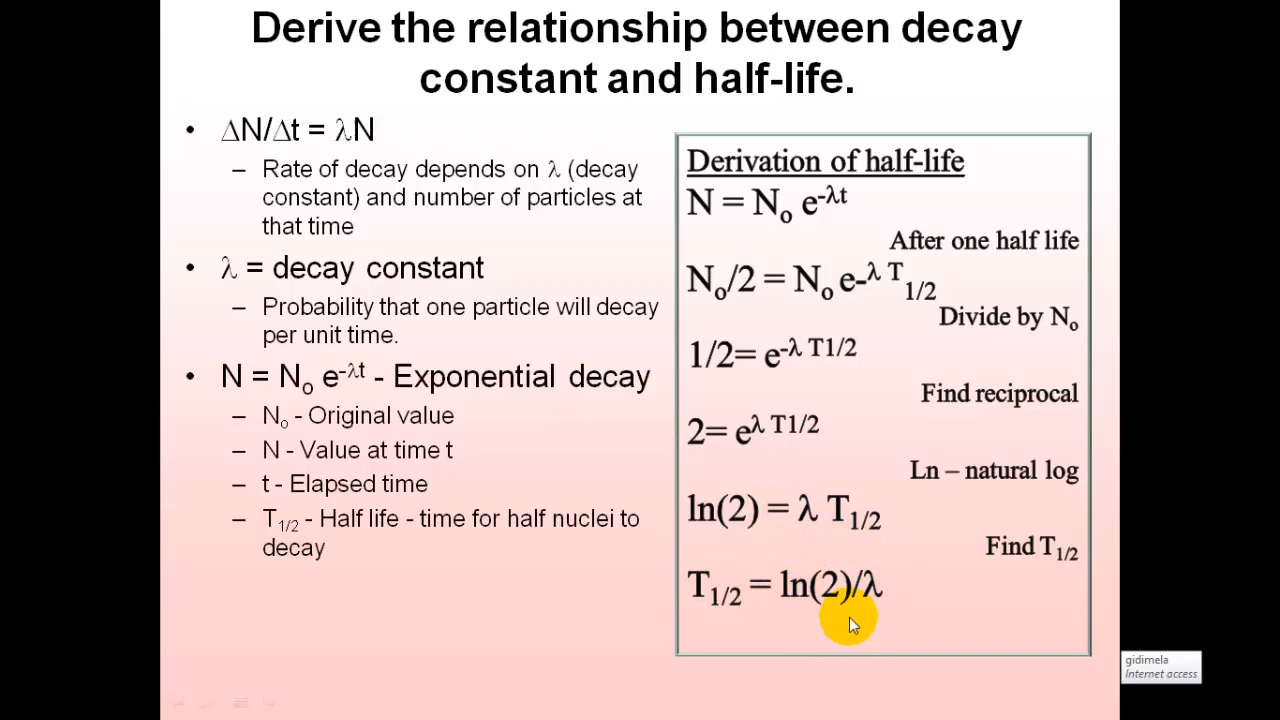 Derive the relationship between decay
constant and half-life.
• ΔN/Δt = λN
– Rate of decay depends on λ (decay
constant) and number of particles at
that time
• λ = decay constant
– Probability that one particle will decay
per unit time.
• N = No e-λt - Exponential decay
– No - Original value
– N - Value at time t
– t - Elapsed time
– T1/2 - Half life - time for half nuclei to
decay
Derivation of half-life
N = No e-λt
After one half life
No/2 = No e-λ T1/2
Divide by No
1/2= e-λ T1/2
Find reciprocal
2= eλ T1/2
Ln – natural log
ln(2) = λ T1/2
Find T1/2
T1/2 = ln(2)/λ
gidimela
Internet access